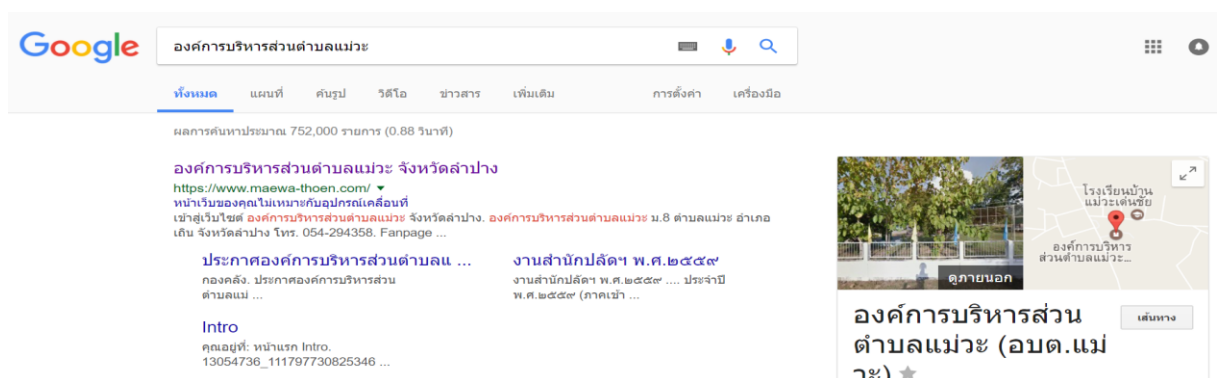 Google
องค์การบริหารส่วนตำบลแม่วะ
ทั้งหมด แผนที่ ค้นรูป วิดีโอ ข่าวสาร เพิ่มเติม การตั้งค่า เครื่องมือ
ผลการค้นหาประมาณ 752,000 รายการ (0.88 วินาที)
องค์การบริหารส่วนตำบลแม่วะ จังหวัดลำปาง
https://www.maewa-thoen.com/
หน้าเว็บของคุณไม่เหมาะกับอุปกรณ์เคลื่อนที่
เข้าสู่เว็บไซต์ องค์การบริหารส่วนตำบลแม่วะ จังหวัดลำปาง. องค์การบริหารส่วนตำบลแม่วะ ม.8 ตำบลแม่วะ อำเภอ
เถิน จังหวัดลำปาง โทร. 054-294358. Fanpage ...
ประกาศองค์การบริหารส่วนตำบลแ ...
กองคลัง. ประกาศองค์การบริหารส่วน
ตำบลแม่ ...
งานสำนักปลัดฯ พ.ศ.๒๕๕๙
งานสำนักปลัดฯ พ.ศ.๒๕๕๙ .... ประจำปี
พ.ศ.๒๕๕๙ (ภาคเช้า ...
Intro
คุณอยู่ที่: หน้าแรก Intro.
13054736_111797730825346 ...
ดูภายนอก
โรงเรียนบ้าน
แม่วะเด่นชัย
องค์การบริหาร
ส่วนตำบลแม่วะ...
องค์การบริหารส่วน
ตำบลแม่วะ (อบต.แม่
วะ)
เส้นทาง